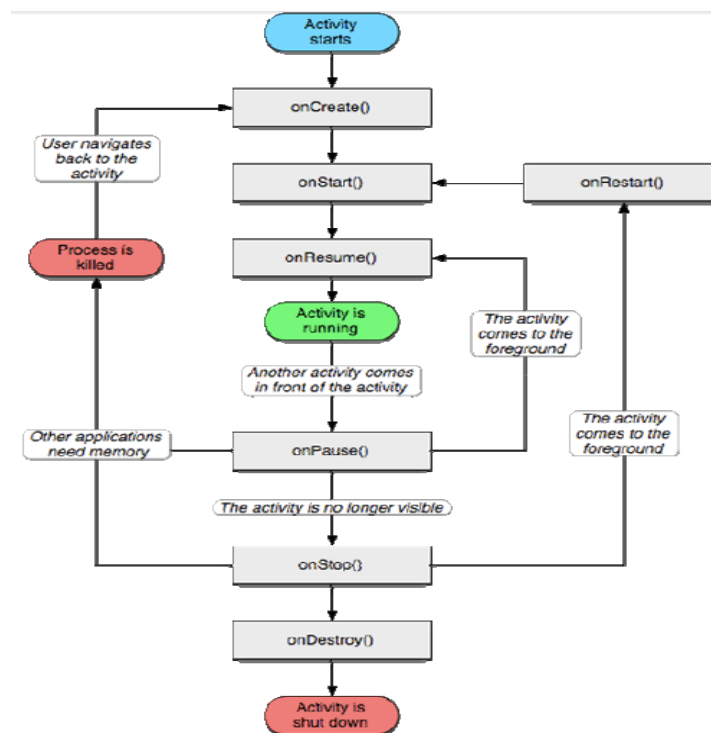 Activity
starts
onCreate()
User navigates
back to the
activity
onStart()
onRestart()
Process is
killed
onResume()
Activity is
running
The activity
comes to the
foreground
Another activity comes
in front of the activity
The activity
comes to the
foreground
Other applications
need memory
onPause()
The activity is no longer visible
onStop()
onDestroy()
Activity is
shut down